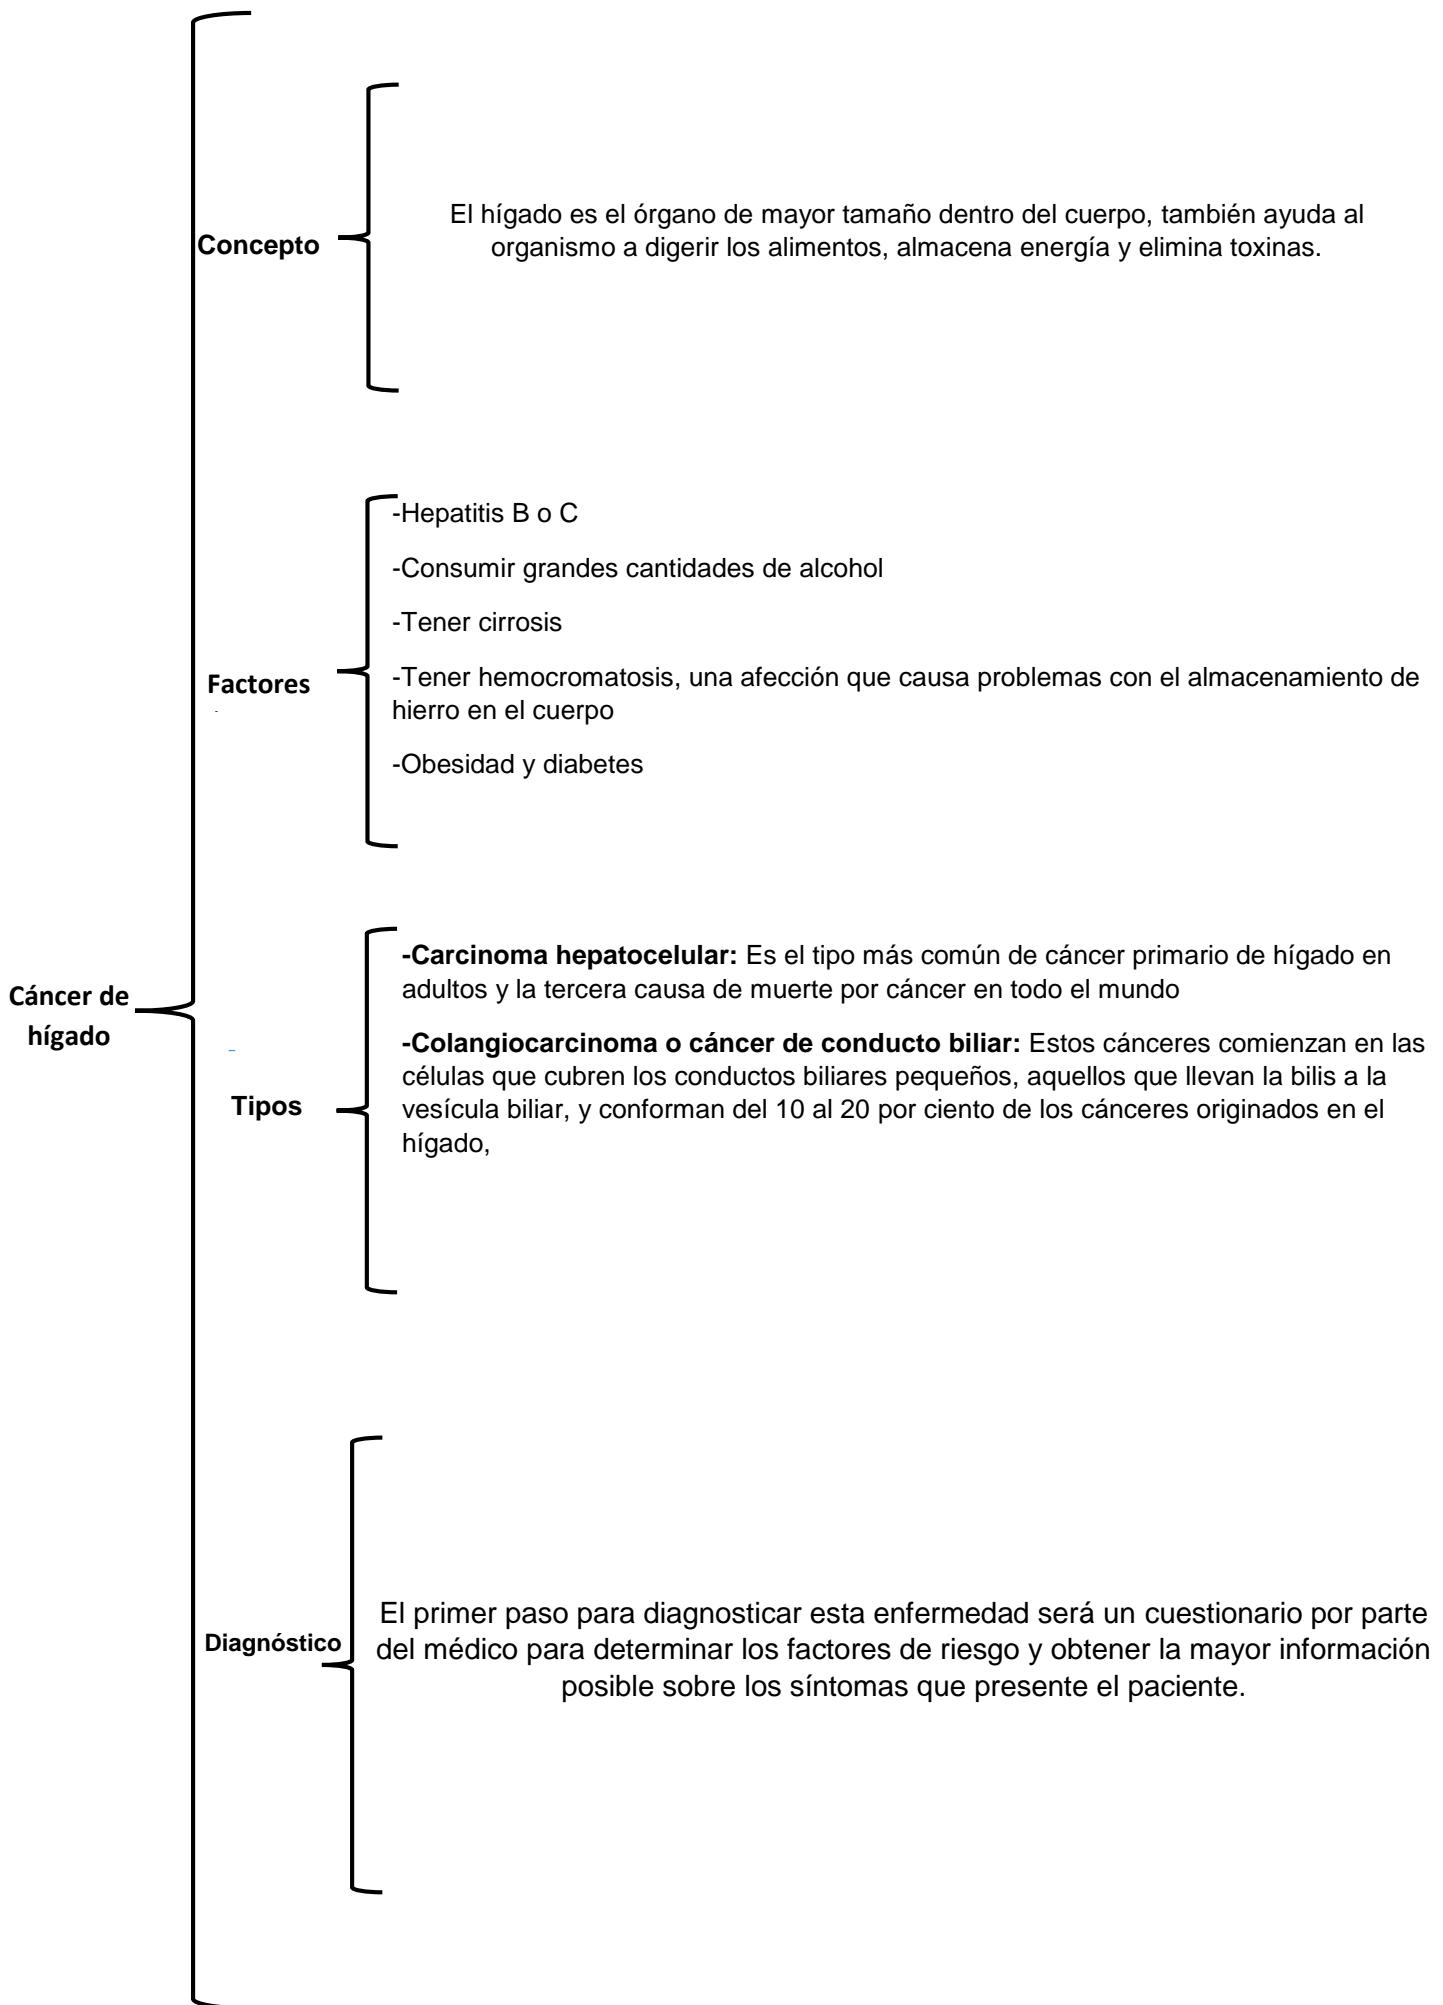 Concepto
El hígado es el órgano de mayor tamaño dentro del cuerpo, también ayuda al
organismo a digerir los alimentos, almacena energía y elimina toxinas.
Factores
-Hepatitis B o C
-Consumir grandes cantidades de alcohol
-Tener cirrosis
-Tener hemocromatosis, una afección que causa problemas con el almacenamiento de
hierro en el cuerpo
-Obesidad y diabetes
Cáncer de
hígado
Tipos
-Carcinoma hepatocelular: Es el tipo más común de cáncer primario de hígado en
adultos y la tercera causa de muerte por cáncer en todo el mundo
-Colangiocarcinoma o cáncer de conducto biliar: Estos cánceres comienzan en las
células que cubren los conductos biliares pequeños, aquellos que llevan la bilis a la
vesícula biliar, y conforman del 10 al 20 por ciento de los cánceres originados en el
hígado,
Diagnóstico
El primer paso para diagnosticar esta enfermedad será un cuestionario por parte
del médico para determinar los factores de riesgo y obtener la mayor información
posible sobre los síntomas que presente el paciente.